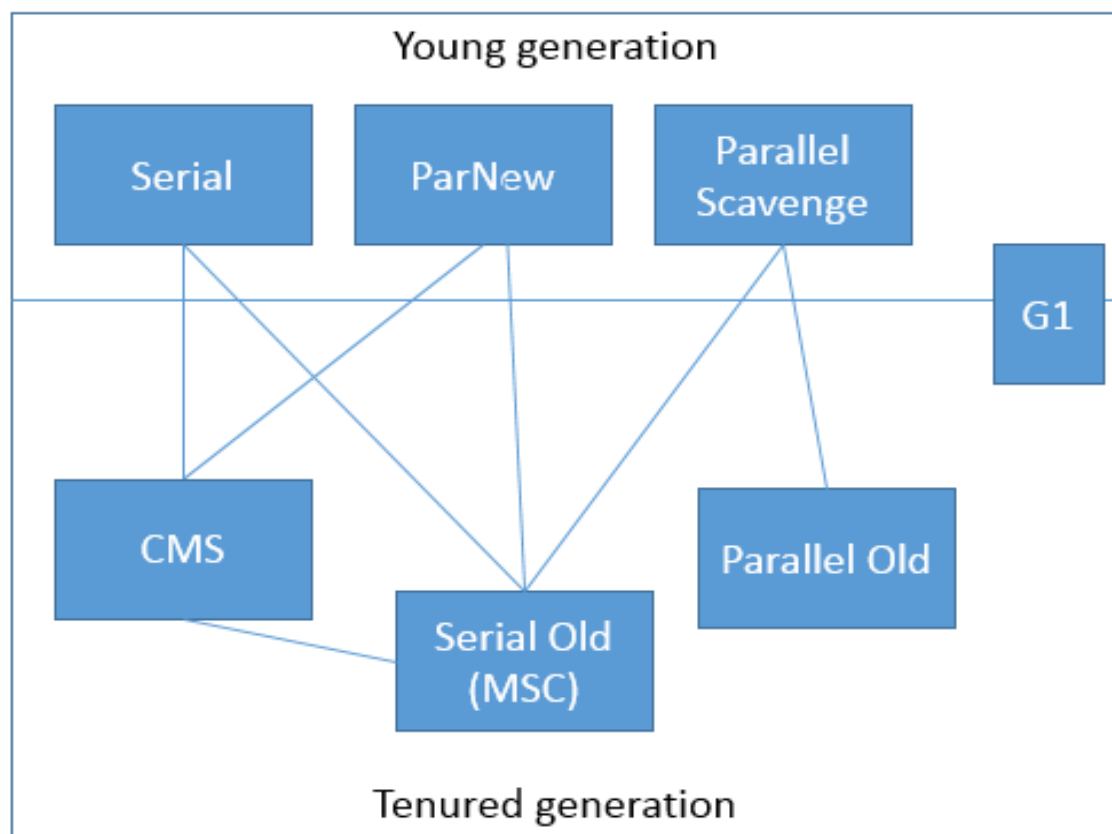 Young generation
Serial
ParNew
Parallel
Scavenge
G1
CMS
Parallel Old
Serial Old
(MSC)
Tenured generation